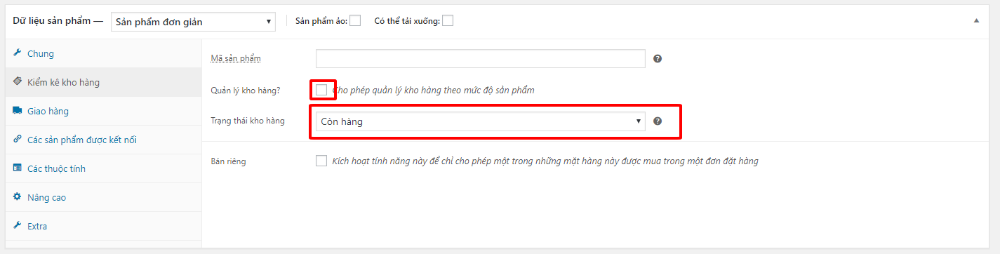 Dữ liệu sản phẩm — Sản phẩm đơn giản Sản phẩm ảo: Có thể tải xuống:
Chung
Kiểm kê kho hàng
Giao hàng
Các sản phẩm được kết nối
Các thuộc tính
Nâng cao
Extra
Mã sản phẩm
Quản lý kho hàng? Cho phép quản lý kho hàng theo mức độ sản phẩm
Trạng thái kho hàng Còn hàng
Bán riêng Kích hoạt tính năng này để chỉ cho phép một trong những mặt hàng này được mua trong một đơn đặt hàng